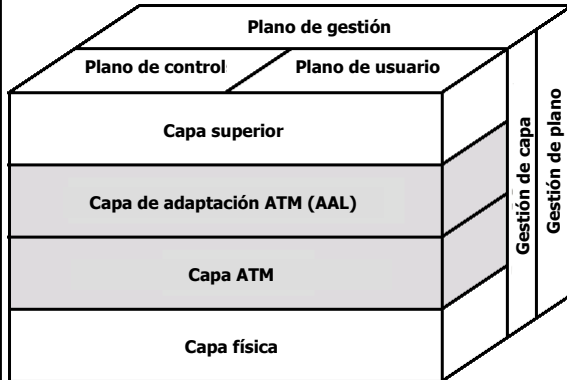 Plano de gestión
Plano de control
Plano de usuario
Capa superior
Capa de adaptación ATM (AAL)
Capa ATM
Capa física
Gestión de capa
Gestión de plano